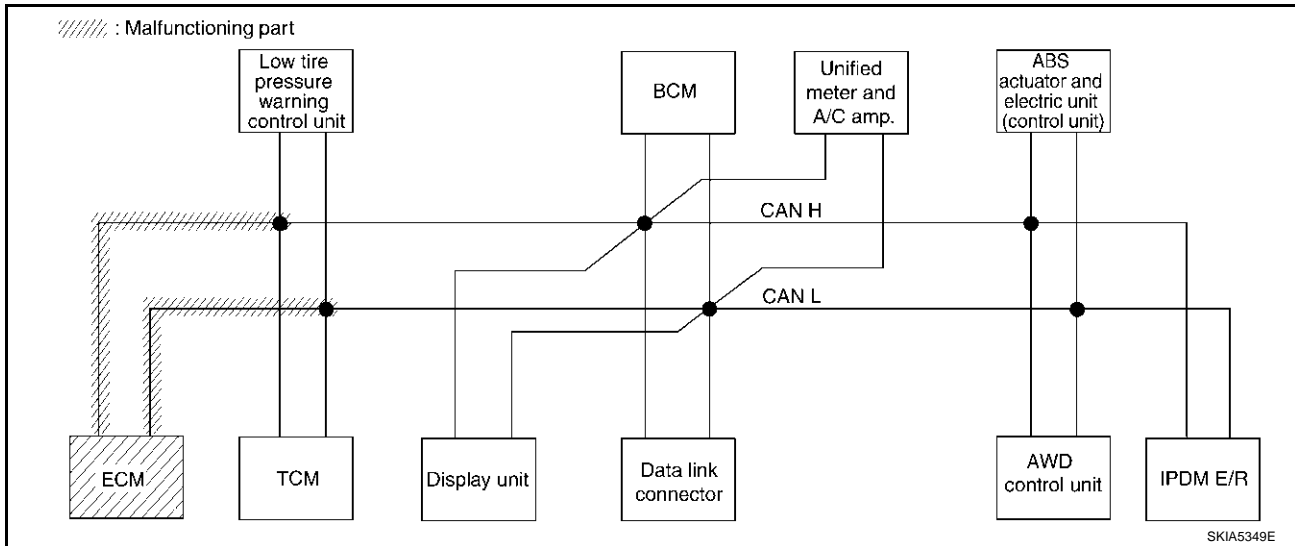 : Malfunctioning part
Low tire
pressure
warning
control unit
BCM
Unified
meter and
A/C amp.
ABS
actuator and
electric unit
(control unit)
CAN H
CAN L
ECM
TCM
Display unit
Data link
connector
AWD
control unit
IPDM E/R
SKIA5349E